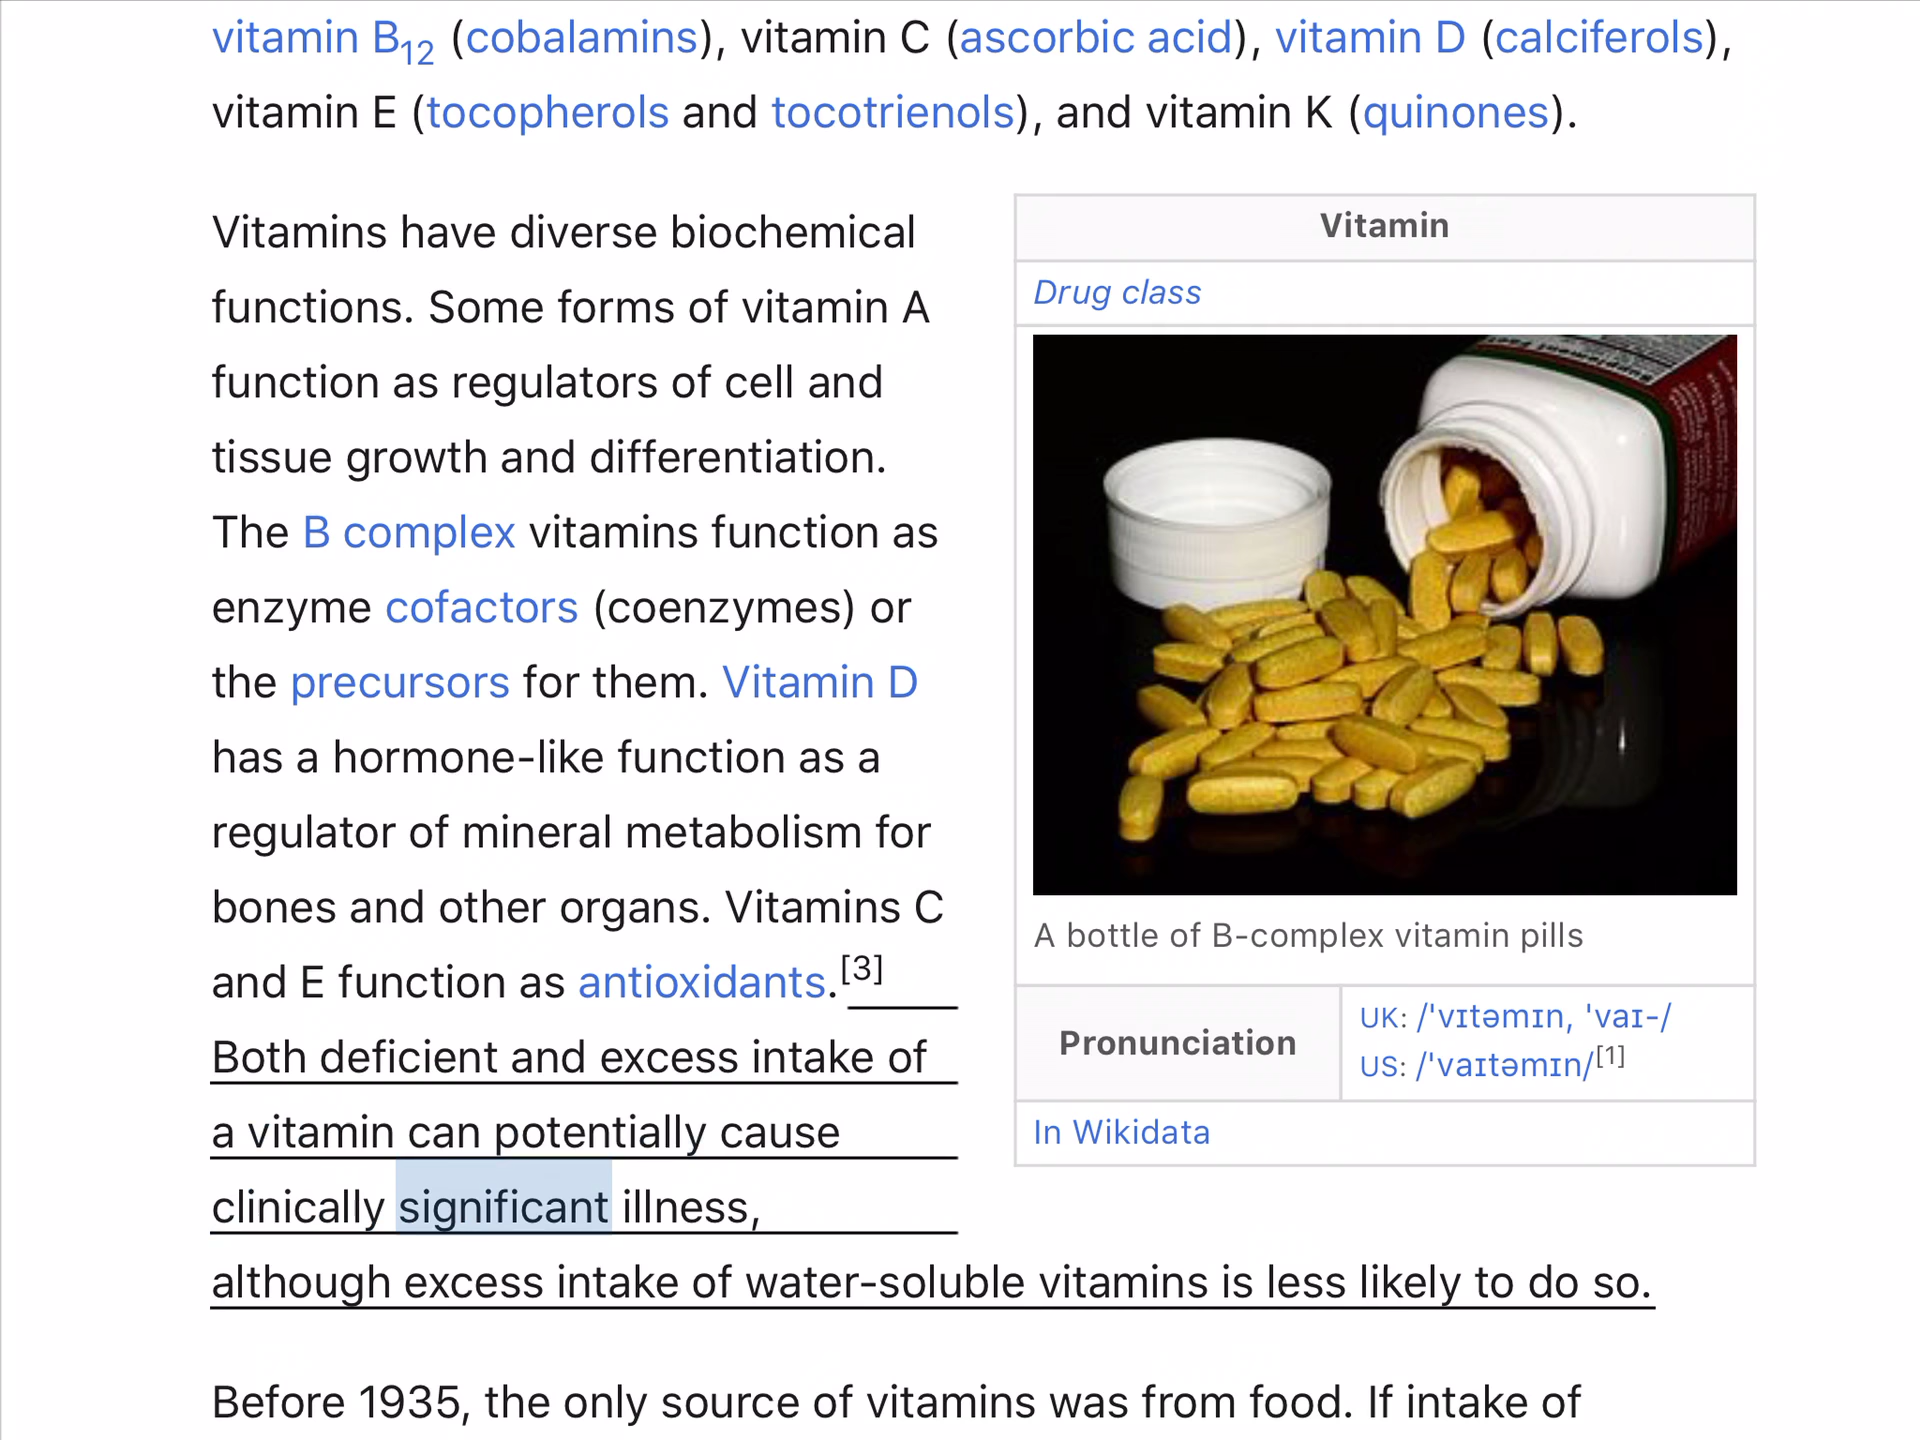 vitamin B12 (cobalamins), vitamin C (ascorbic acid), vitamin D (calciferols),
vitamin E (tocopherols and tocotrienols), and vitamin K (quinones).
Vitamins have diverse biochemical
functions. Some forms of vitamin A
function as regulators of cell and
tissue growth and differentiation.
The B complex vitamins function as
enzyme cofactors (coenzymes) or
the precursors for them. Vitamin D
has a hormone-like function as a
regulator of mineral metabolism for
bones and other organs. Vitamins C
and E function as antioxidants.[3]
Both deficient and excess intake of
a vitamin can potentially cause
clinically significant illness,
although excess intake of water-soluble vitamins is less likely to do so.
Vitamin
Drug class
Supplement Facts
A bottle of B-complex vitamin pills
Pronunciation
UK: /ˈvɪtəmɪn, ˈvaɪ-/
US: /ˈvaɪtəmɪn/[1]
In Wikidata
Before 1935, the only source of vitamins was from food. If intake of